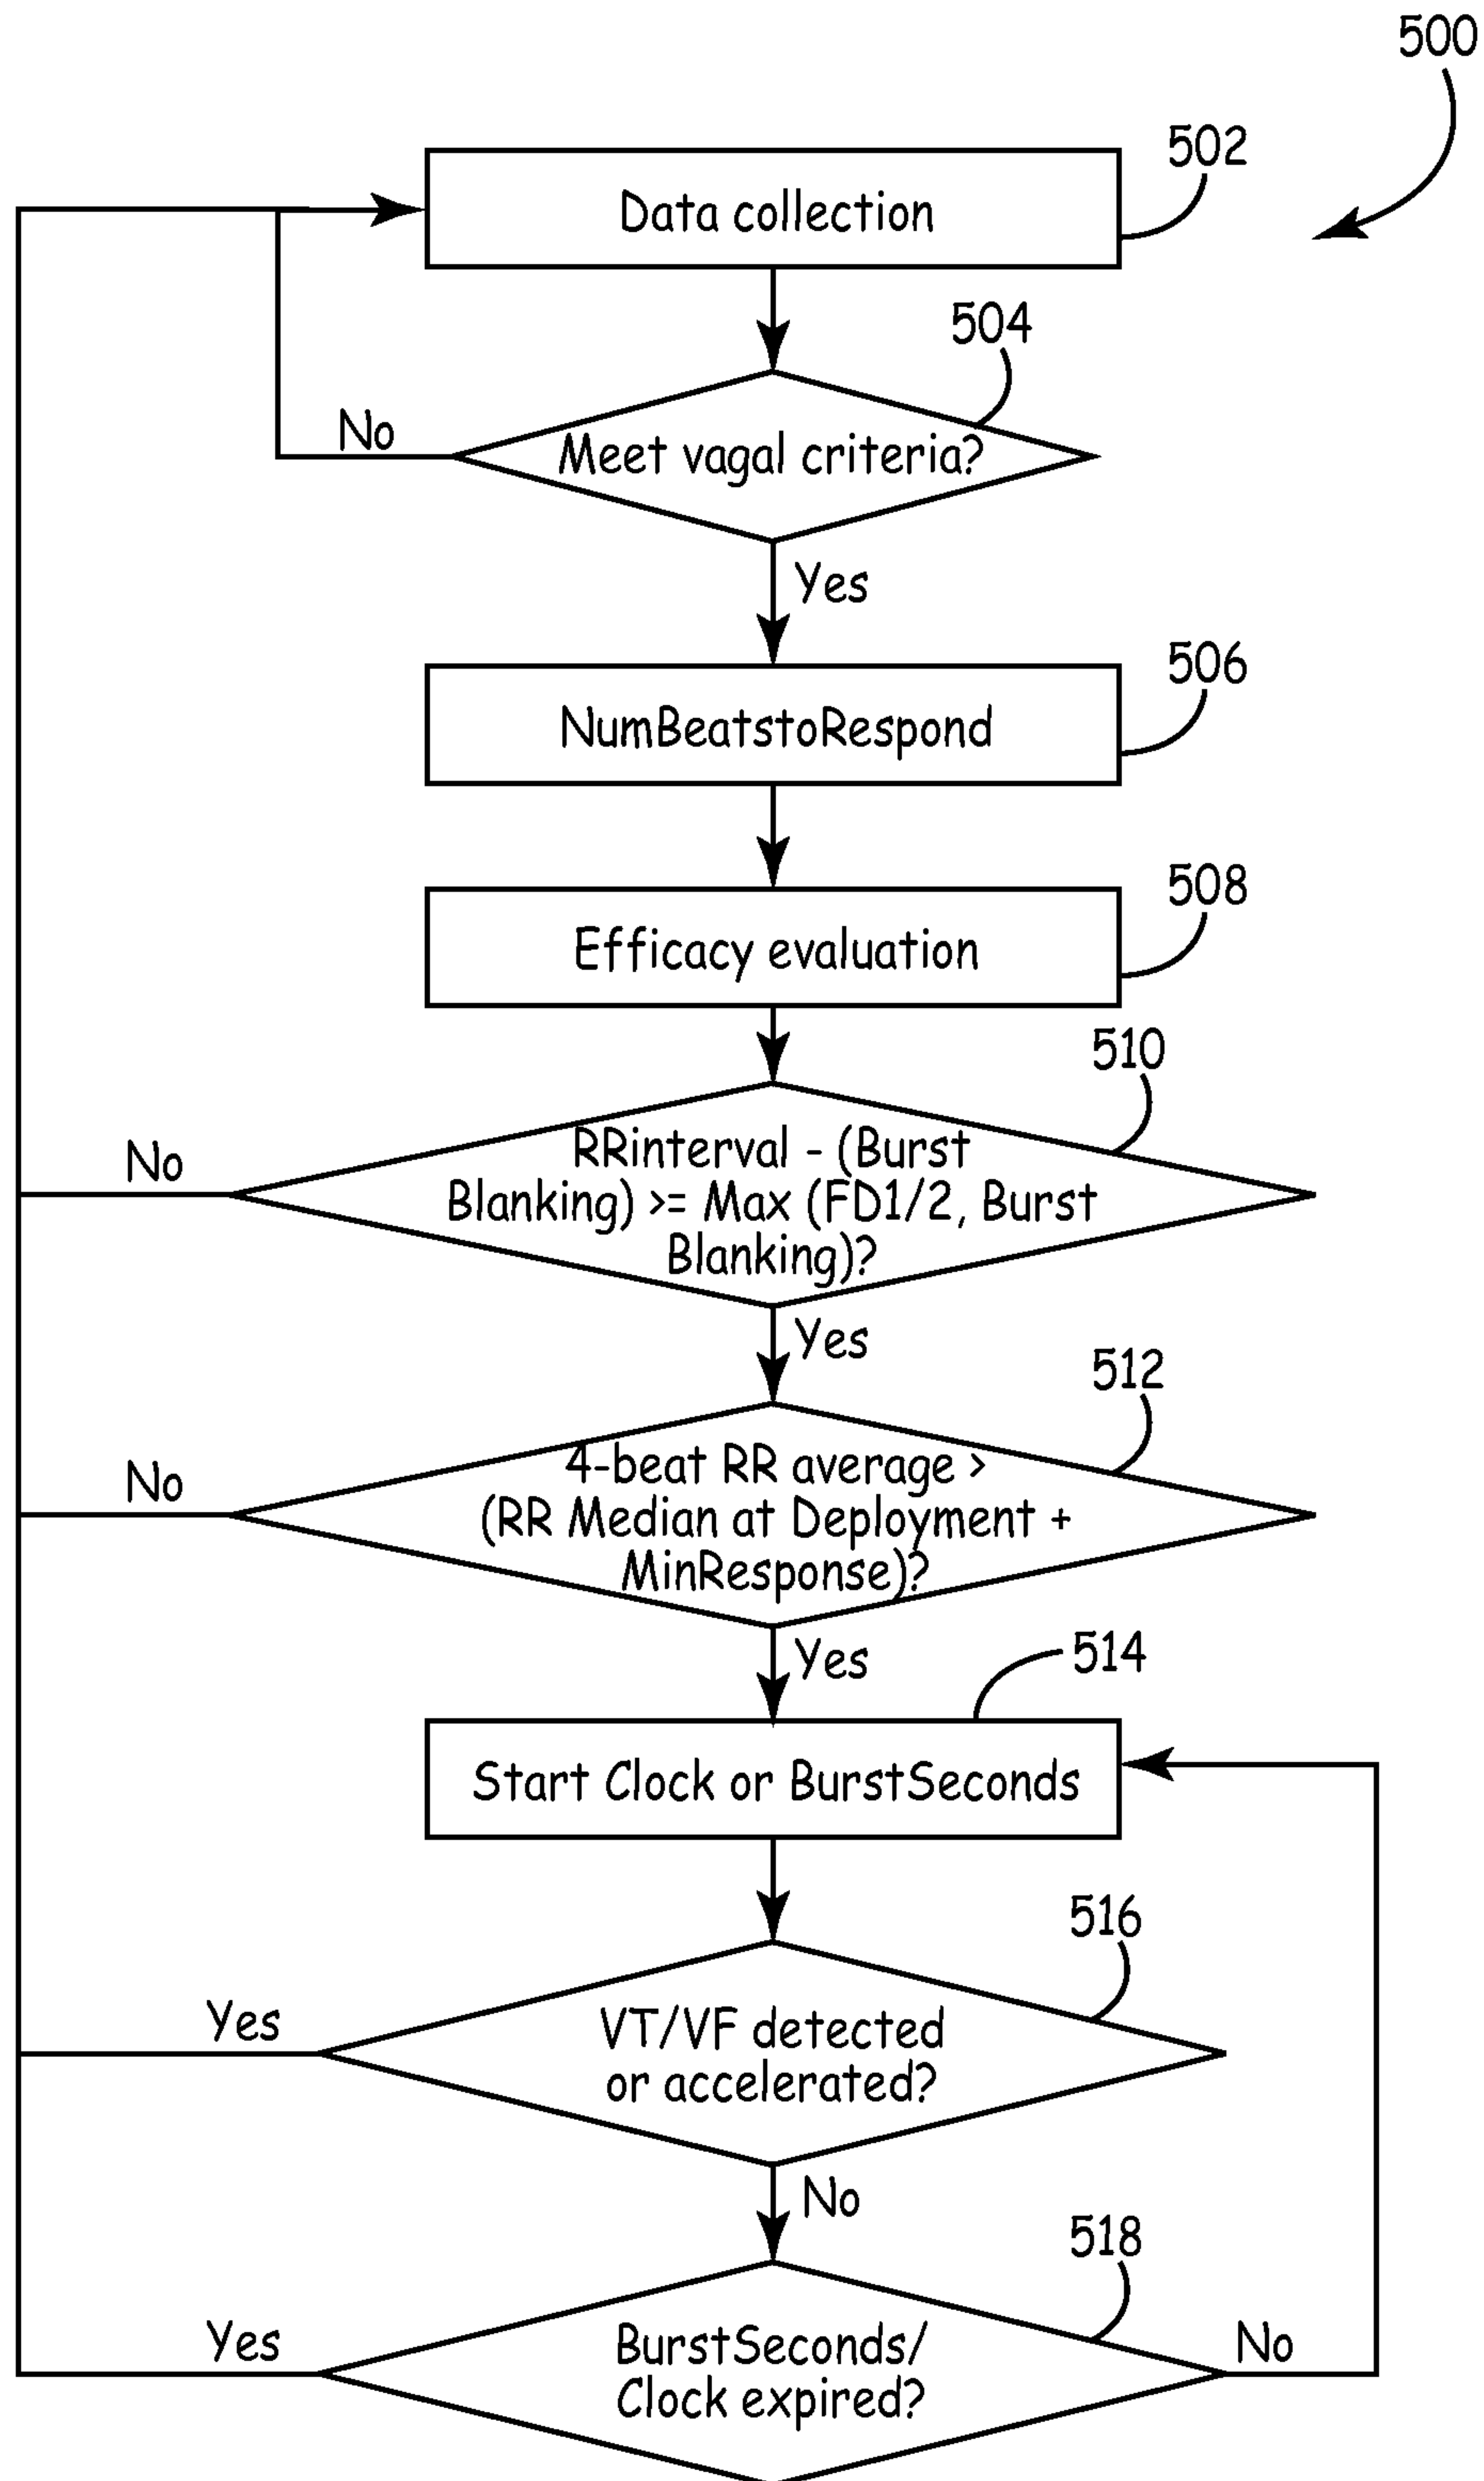 500
502
Data collection
504
No
Meet vagal criteria?
Yes
506
NumBeatstoRespond
508
Efficacy evaluation
510
No
RRinterval - (Burst
Blanking) >= Max (FD1/2, Burst
Blanking)?
Yes
512
No
4-beat RR average >
(RR Median at Deployment +
MinResponse)?
Yes
514
Start Clock or BurstSeconds
516
Yes
VT/VF detected
or accelerated?
No
518
Yes
BurstSeconds/
Clock expired?
No